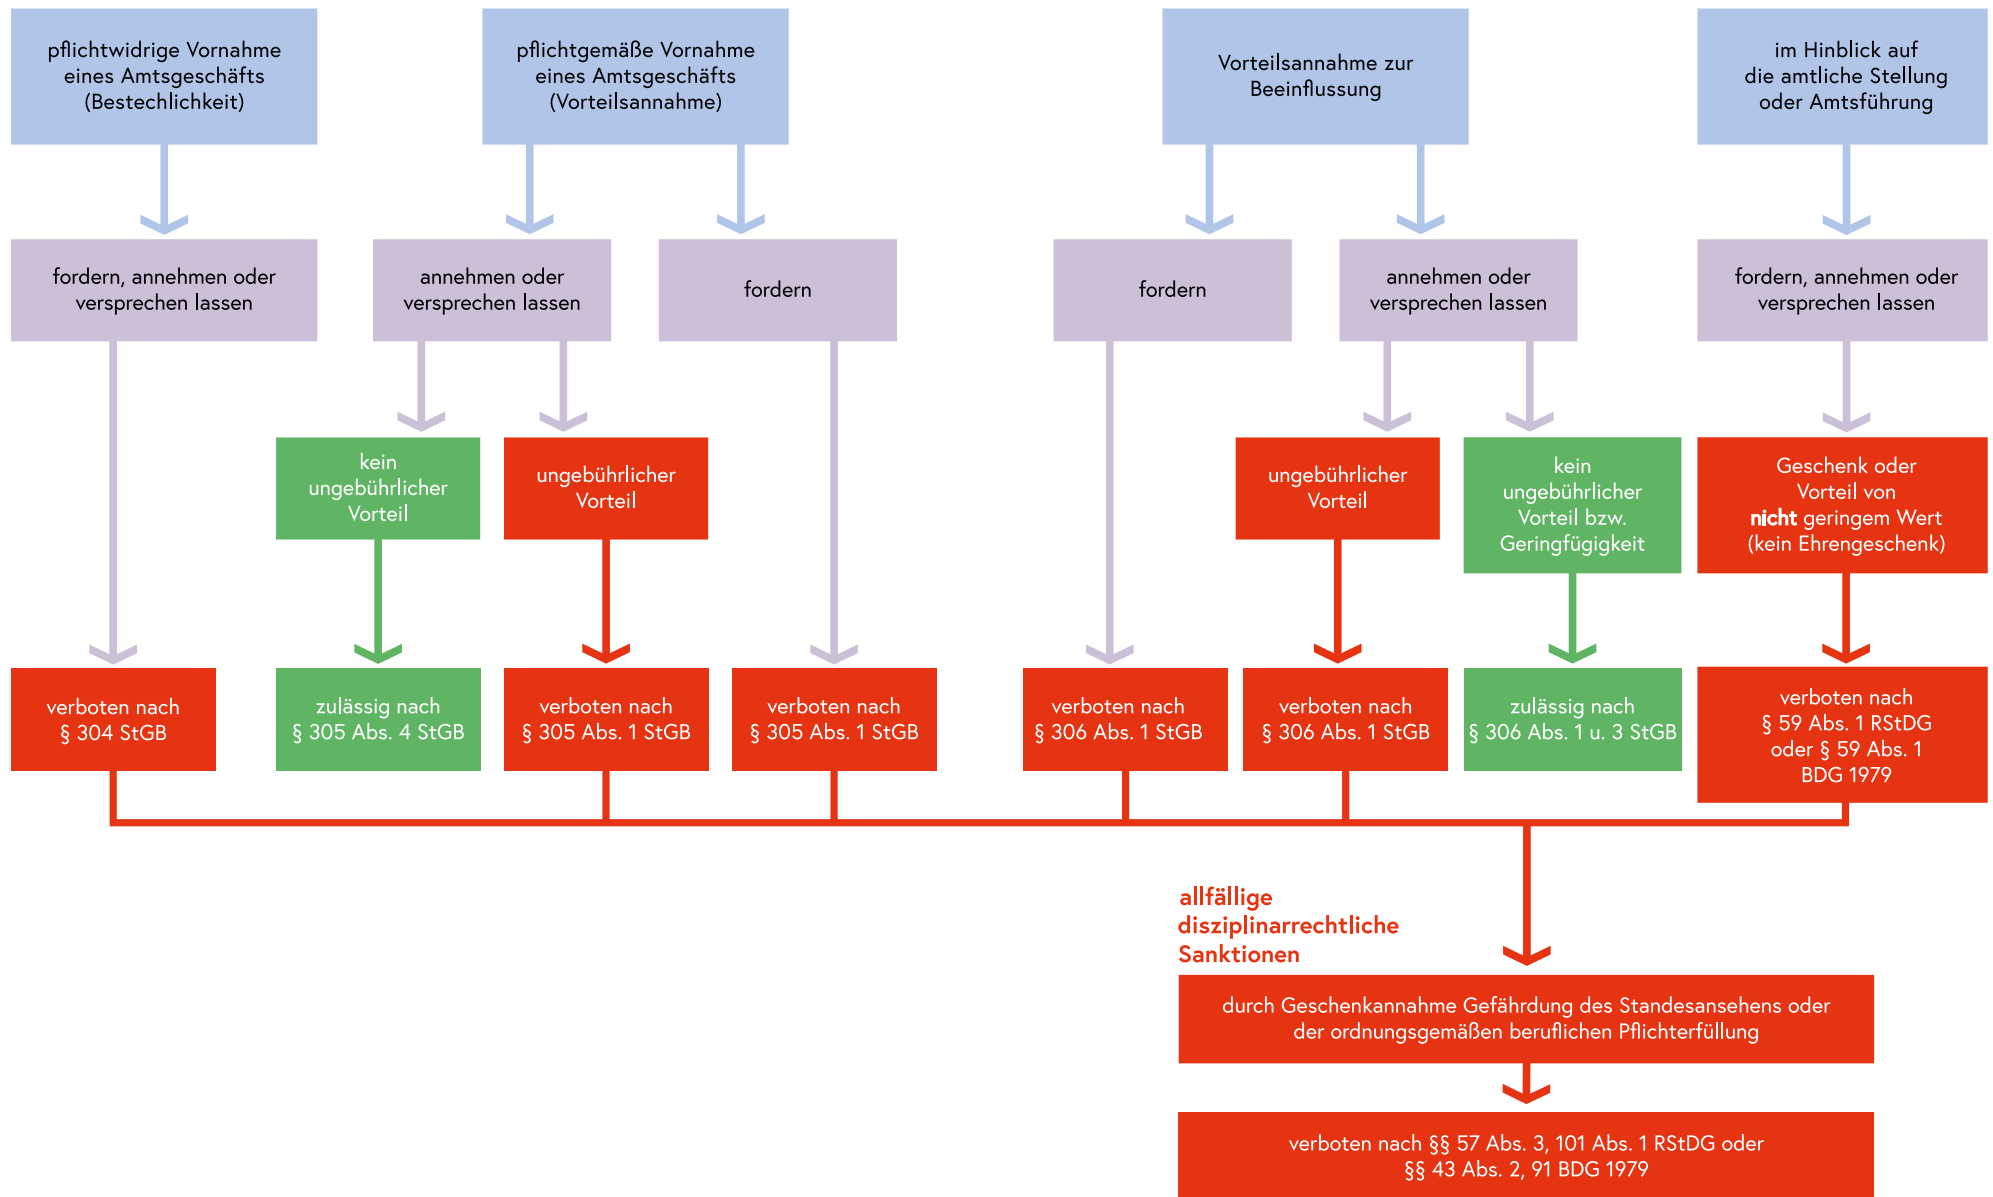 pflichtwidrige Vornahme
eines Amtsgeschäfts
(Bestechlichkeit)
pflichtgemäße Vornahme
eines Amtsgeschäfts
(Vorteilsannahme)
Vorteilsannahme zur
Beeinflussung
im Hinblick auf
die amtliche Stellung
oder Amtsführung
fordern, annehmen oder
versprechen lassen
annehmen oder
versprechen lassen
fordern
fordern
annehmen oder
versprechen lassen
fordern, annehmen oder
versprechen lassen
kein
ungebührlicher
Vorteil
ungebührlicher
Vorteil
ungebührlicher
Vorteil
kein
ungebührlicher
Vorteil bzw.
Geringfügigkeit
Geschenk oder
Vorteil von
nicht geringem Wert
(kein Ehrengeschenk)
verboten nach
§ 304 StGB
zulässig nach
§ 305 Abs. 4 StGB
verboten nach
§ 305 Abs. 1 StGB
verboten nach
§ 305 Abs. 1 StGB
verboten nach
§ 306 Abs. 1 StGB
verboten nach
§ 306 Abs. 1 StGB
zulässig nach
§ 306 Abs. 1 u. 3 StGB
verboten nach
§ 59 Abs. 1 RStDG
oder § 59 Abs. 1
BDG 1979
allfällige
disziplinarrechtliche
Sanktionen
durch Geschenkannahme Gefährdung des Standesansehens oder
der ordnungsgemäßen beruflichen Pflichterfüllung
verboten nach §§ 57 Abs. 3, 101 Abs. 1 RStDG oder
§§ 43 Abs. 2, 91 BDG 1979